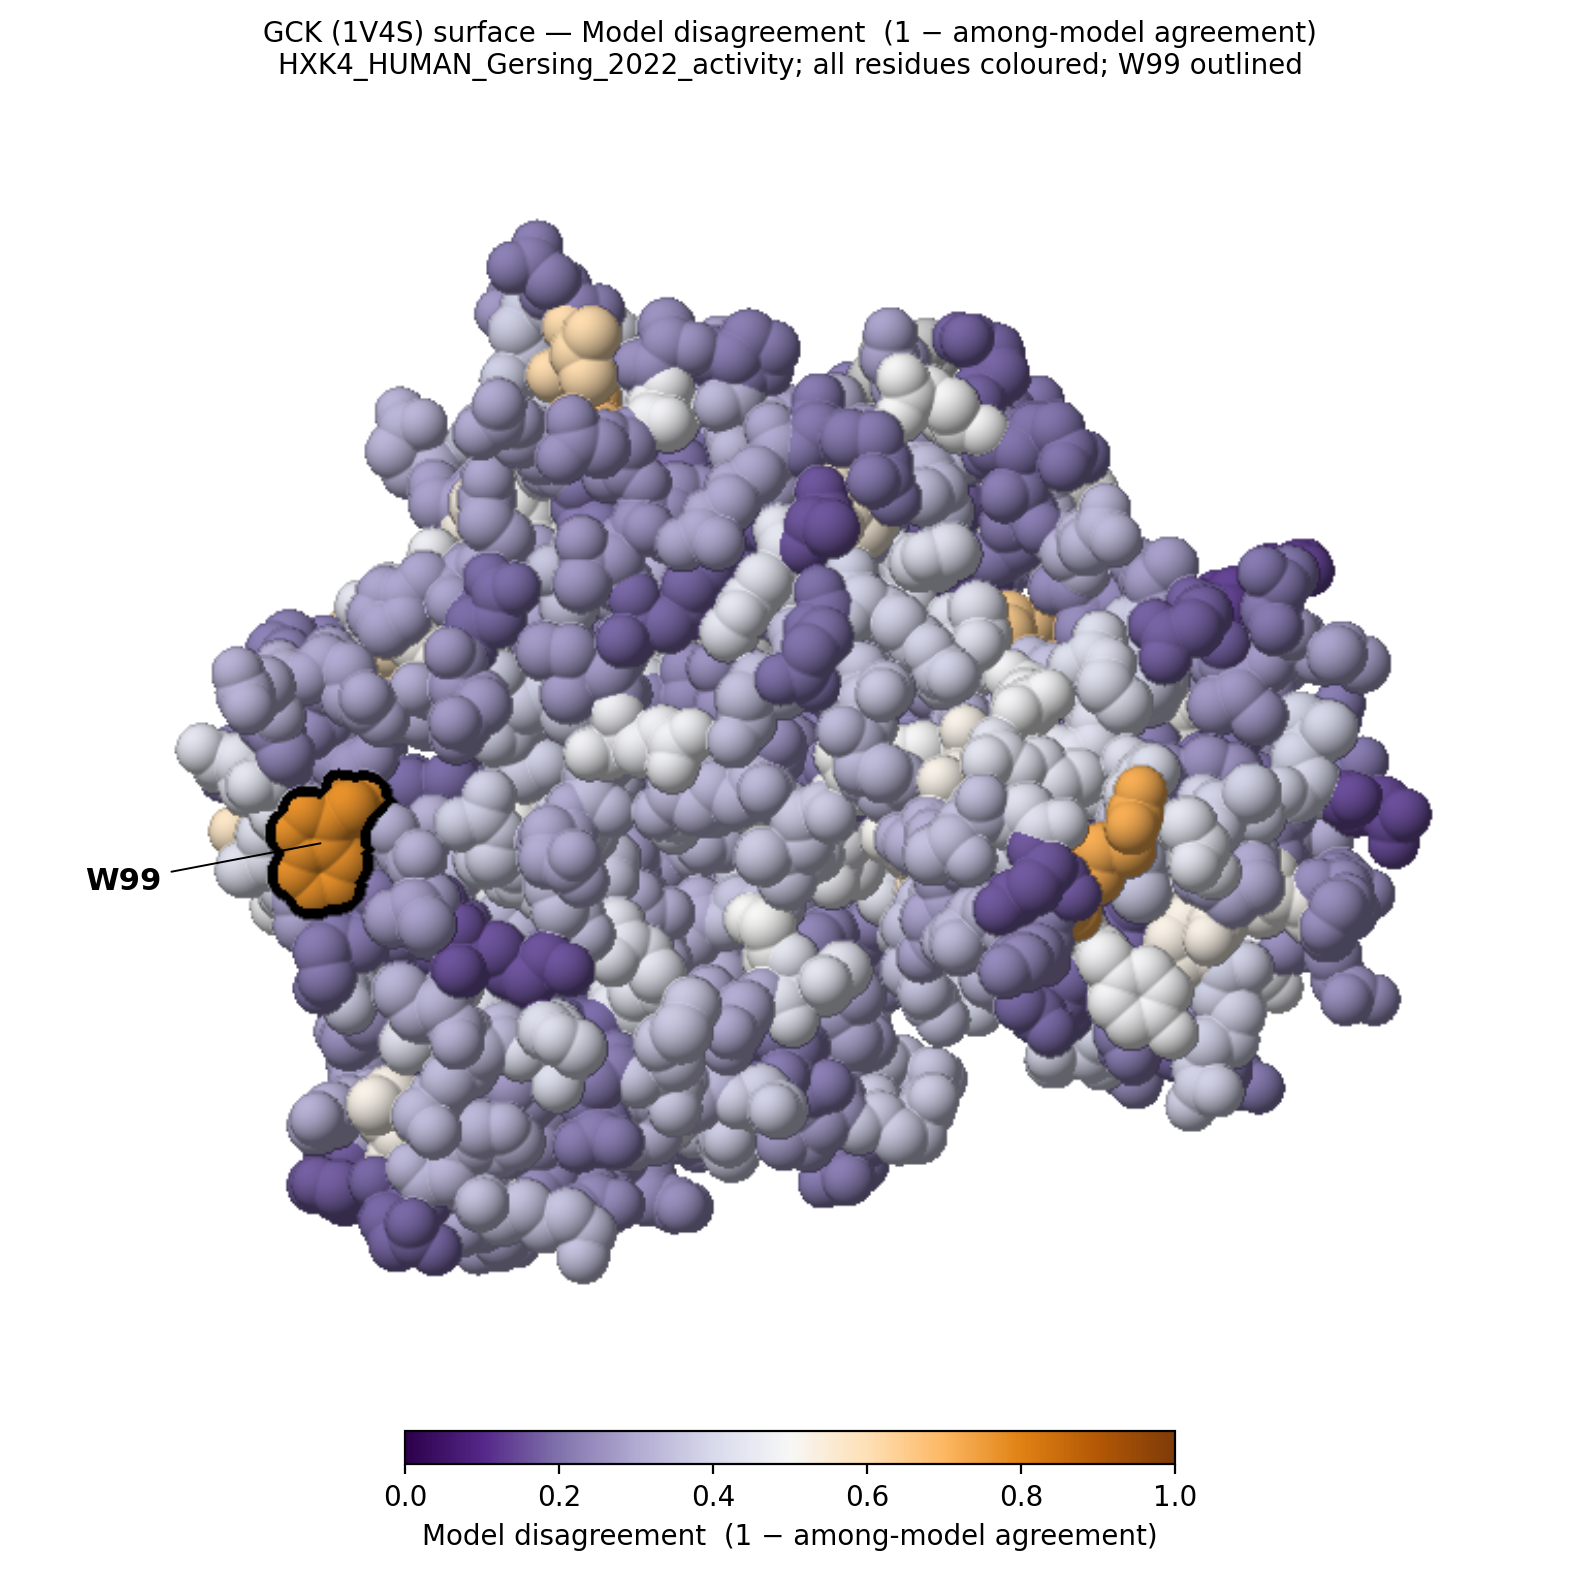 GCK (1V4S) surface — Model disagreement  (1 − among-model agreement)
HXK4_HUMAN_Gersing_2022_activity; all residues coloured; W99 outlined
W99
0.0 0.2 0.4 0.6 0.8 1.0
Model disagreement  (1 − among-model agreement)